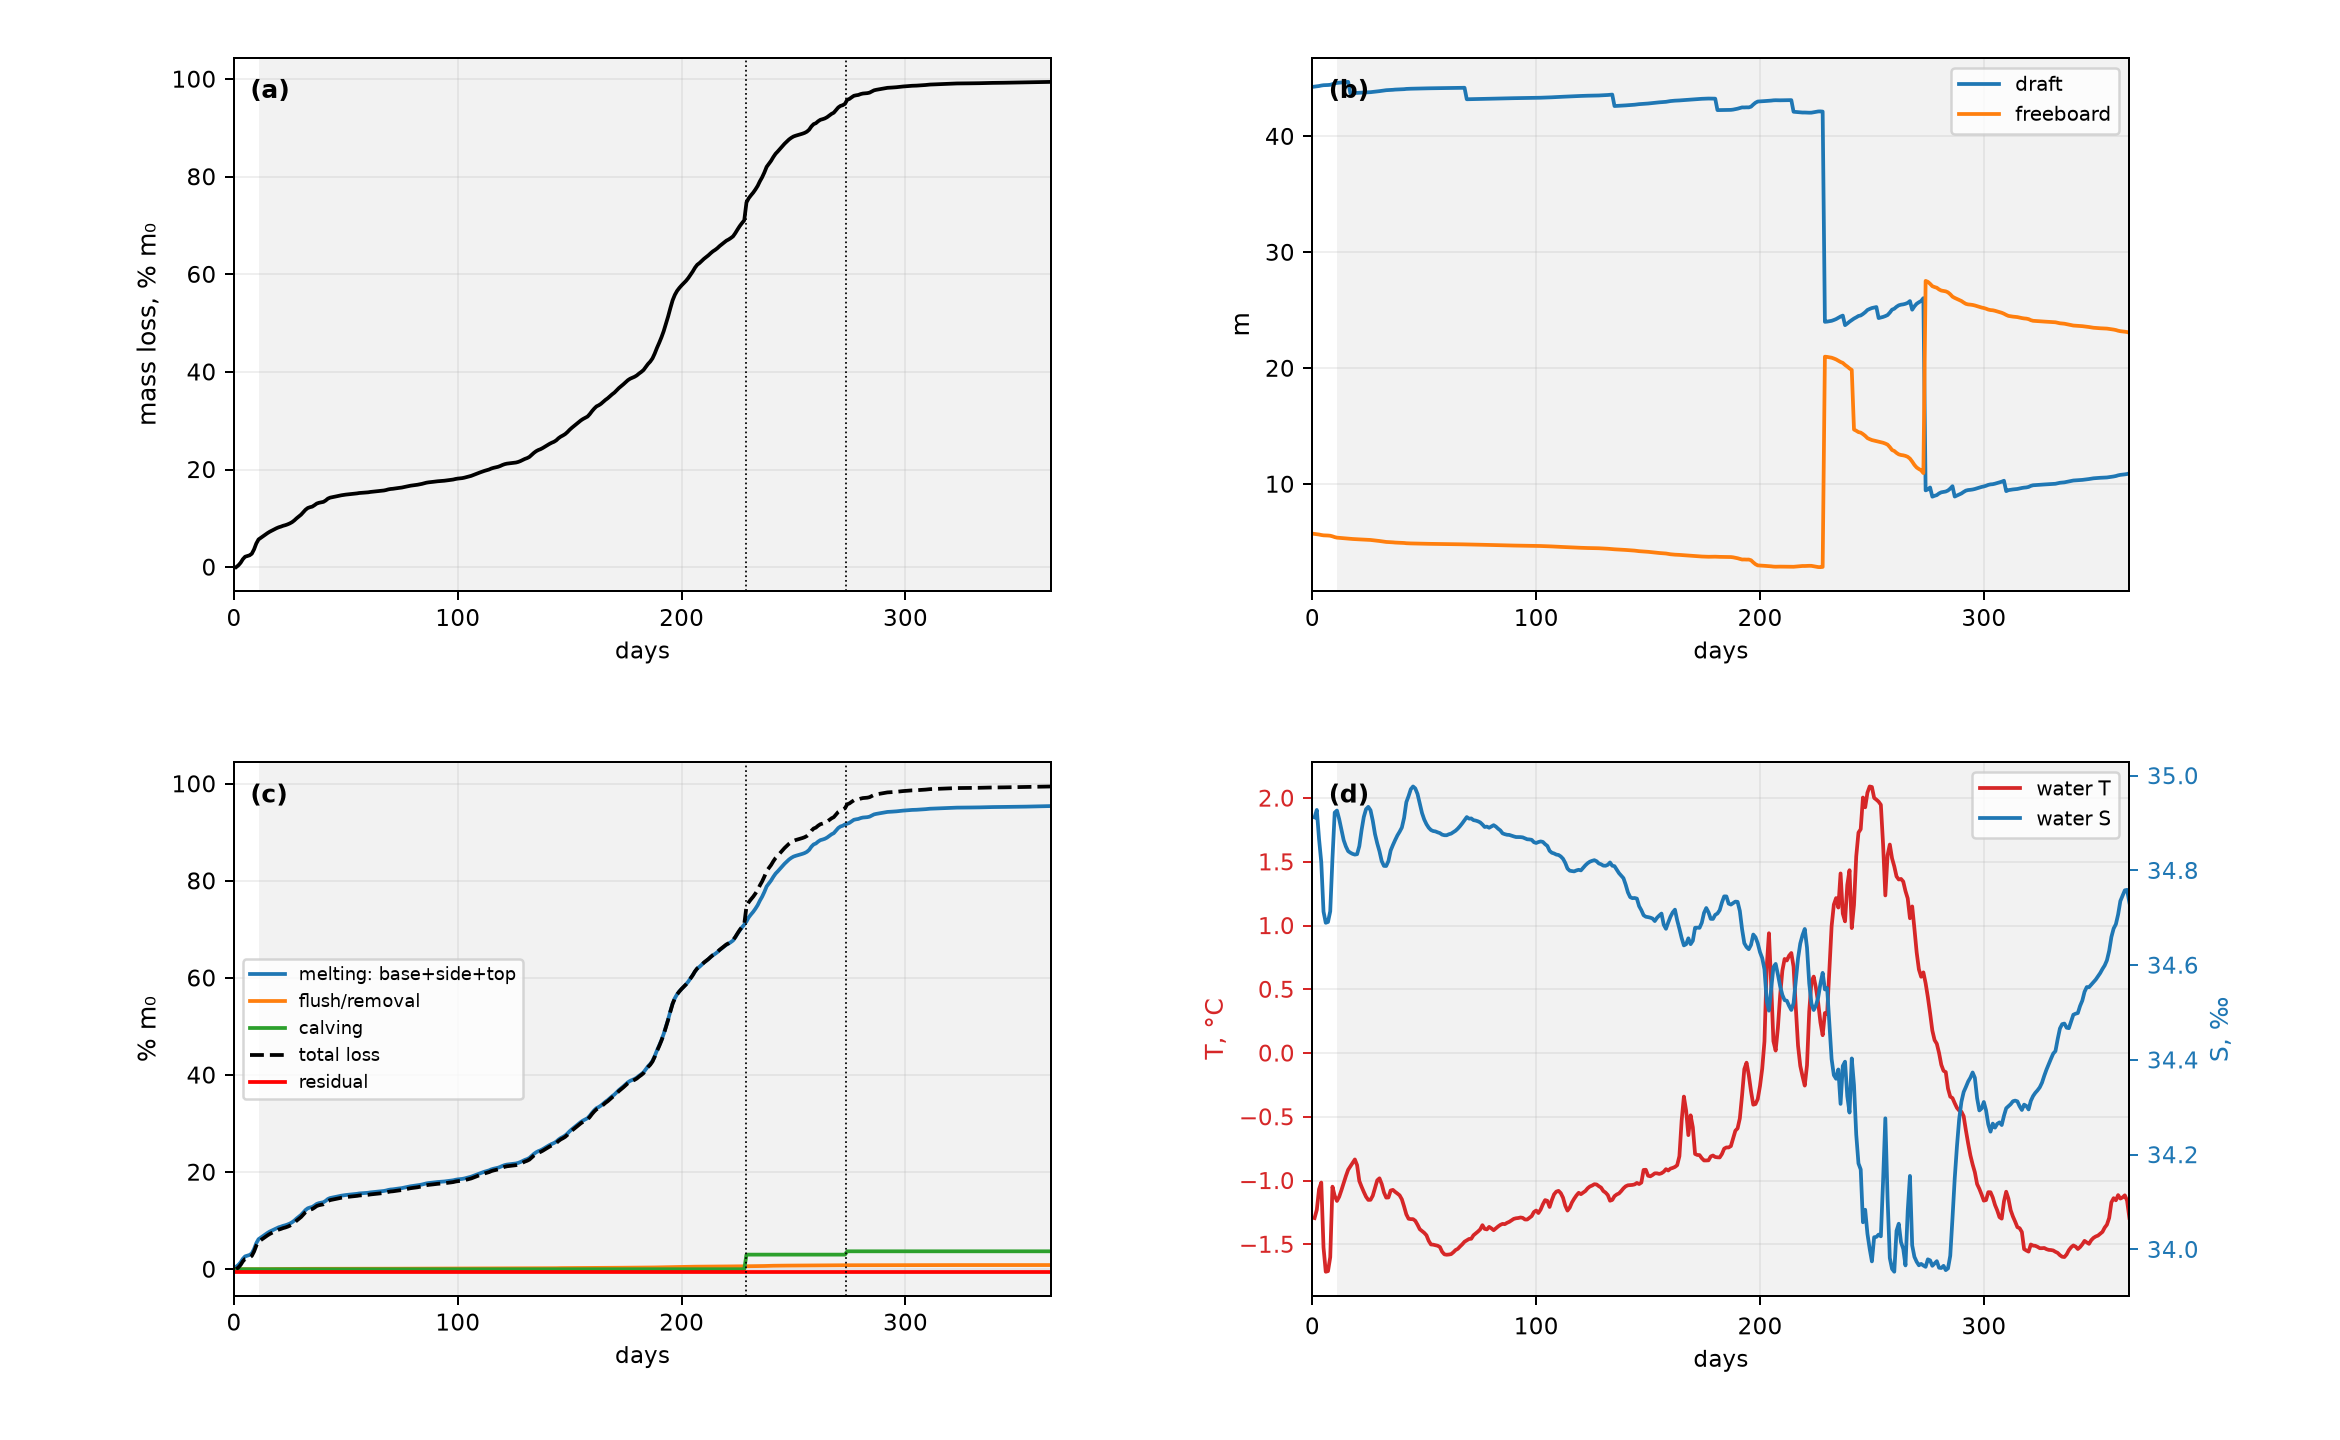 (a)
100
80
60
40
20
0
mass loss, % m₀
0 100 200 300
days
(b)
draft
freeboard
40
30
20
10
m
0 100 200 300
days
(c)
100
80
60
40
20
0
% m₀
melting: base+side+top
flush/removal
calving
total loss
residual
0 100 200 300
days
(d)
water T
water S
2.0
1.5
1.0
0.5
0.0
−0.5
−1.0
−1.5
T, °C
35.0
34.8
34.6
34.4
34.2
34.0
S, ‰
0 100 200 300
days